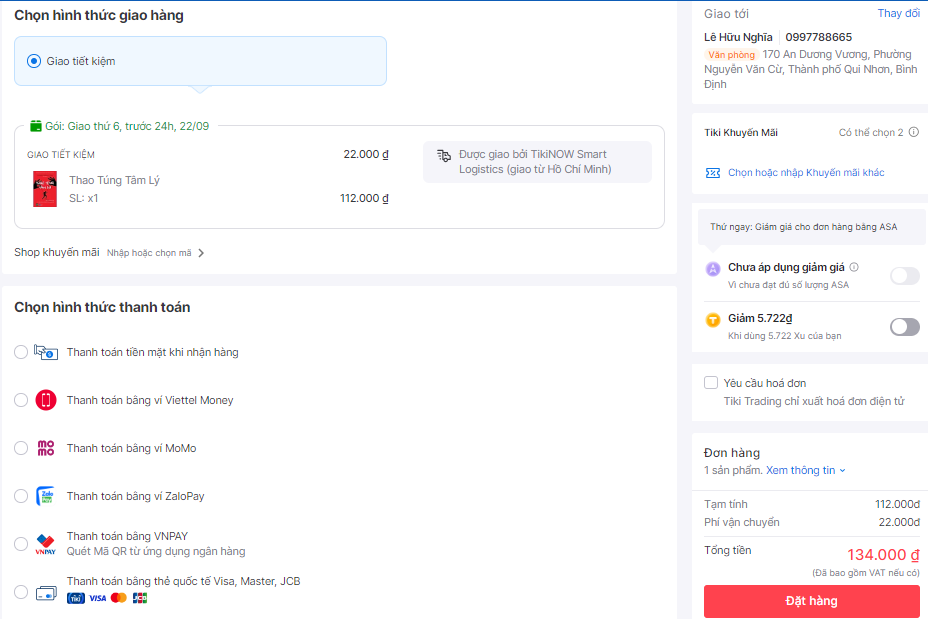 Chọn hình thức giao hàng
Giao tiết kiệm
Gói: Giao thứ 6, trước 24h, 22/09
GIAO TIẾT KIỆM
22.000 ₫
Thao Túng Tâm Lý
SL: x1
112.000 ₫
Được giao bởi TikiNOW Smart
Logistics (giao từ Hồ Chí Minh)
Shop khuyến mãi Nhập hoặc chọn mã
Chọn hình thức thanh toán
Thanh toán tiền mặt khi nhận hàng
Thanh toán bằng ví Viettel Money
mo
mo
Thanh toán bằng ví MoMo
Zalo
Thanh toán bằng ví ZaloPay
VNPAY
Thanh toán bằng VNPAY
Quét Mã QR từ ứng dụng ngân hàng
Thanh toán bằng thẻ quốc tế Visa, Master, JCB
TIKI VISA JCB
Giao tới Thay đổi
Lê Hữu Nghĩa 0997788665
Văn phòng 170 An Dương Vương, Phường
Nguyễn Văn Cừ, Thành phố Qui Nhơn, Bình
Định
Tiki Khuyến Mãi Có thể chọn 2
Chọn hoặc nhập Khuyến mãi khác
Thử ngay: Giảm giá cho đơn hàng bằng ASA
Chưa áp dụng giảm giá
Vì chưa đạt đủ số lượng ASA
Giảm 5.722₫
Khi dùng 5.722 Xu của bạn
Yêu cầu hoá đơn
Tiki Trading chỉ xuất hoá đơn điện tử
Đơn hàng
1 sản phẩm. Xem thông tin
Tạm tính 112.000đ
Phí vận chuyển 22.000đ
Tổng tiền 134.000 ₫
(Đã bao gồm VAT nếu có)
Đặt hàng